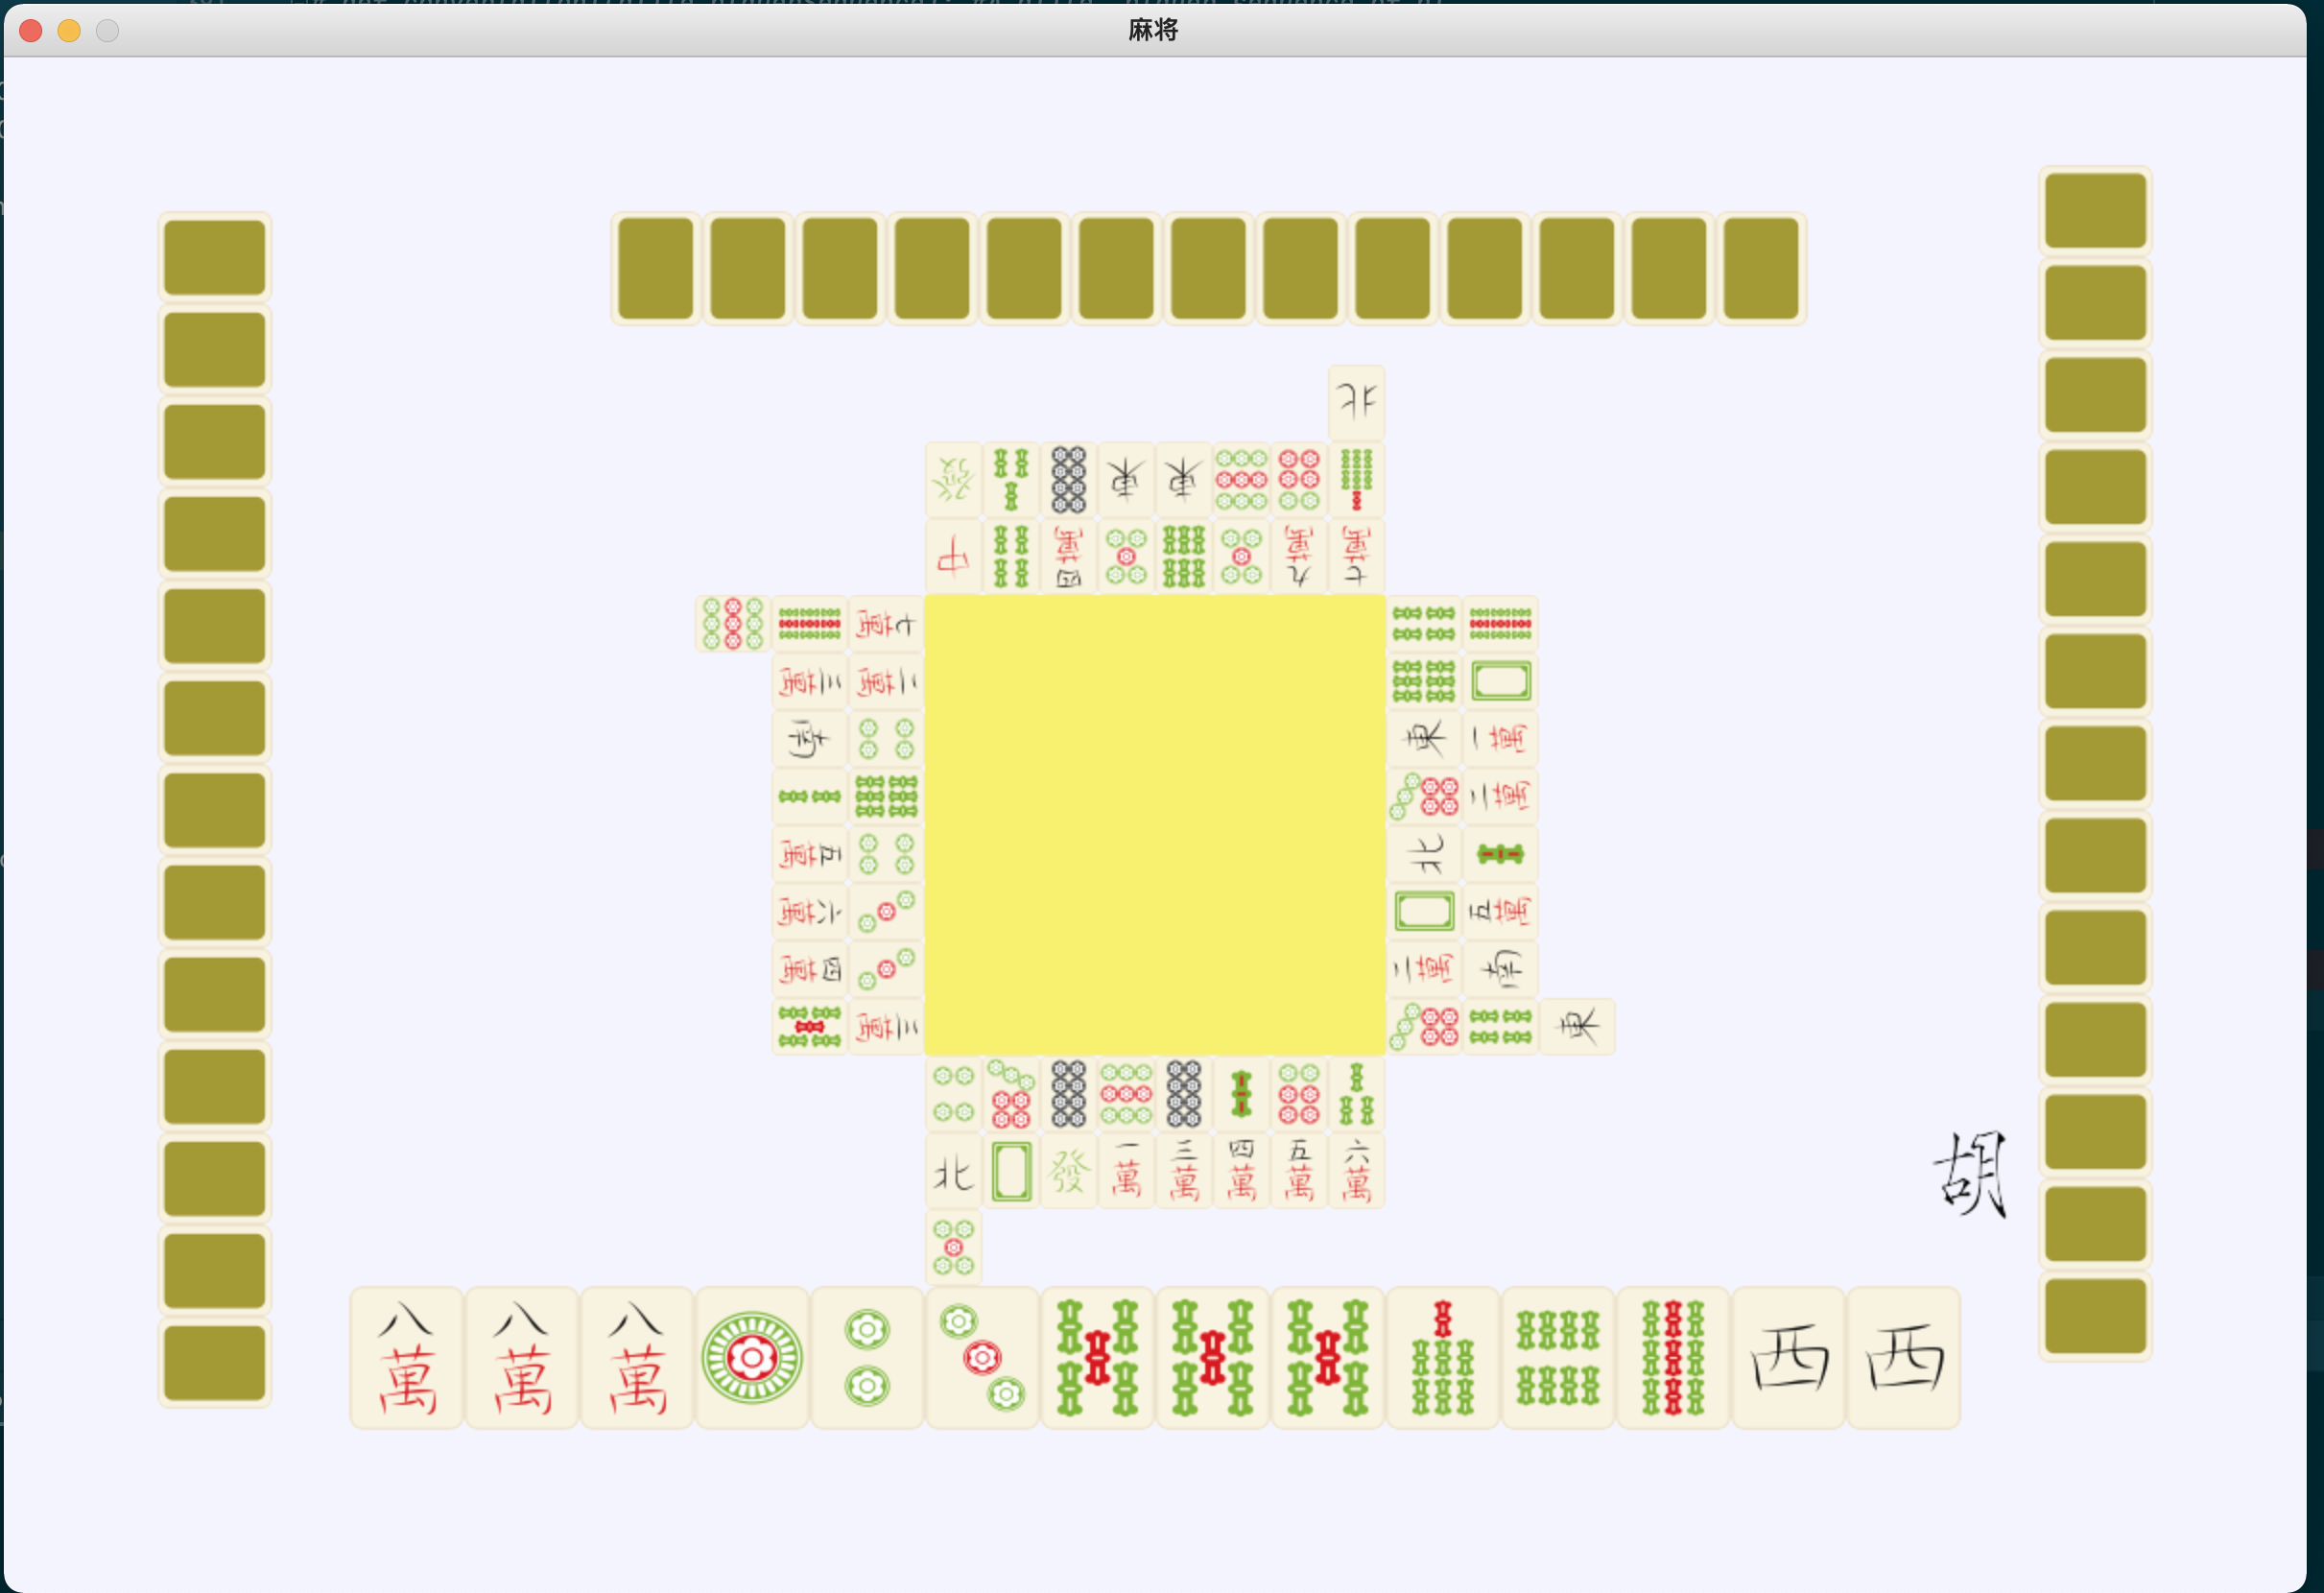 麻将
北
發 東 東
中 萬四 萬九 萬七
萬七
萬三 萬二
南
東 一萬
二萬
萬五
北
萬六
五萬
萬四
二萬 南
萬三
東
北 發 一萬 三萬 四萬 五萬 六萬
胡
八萬 八萬 八萬 西 西